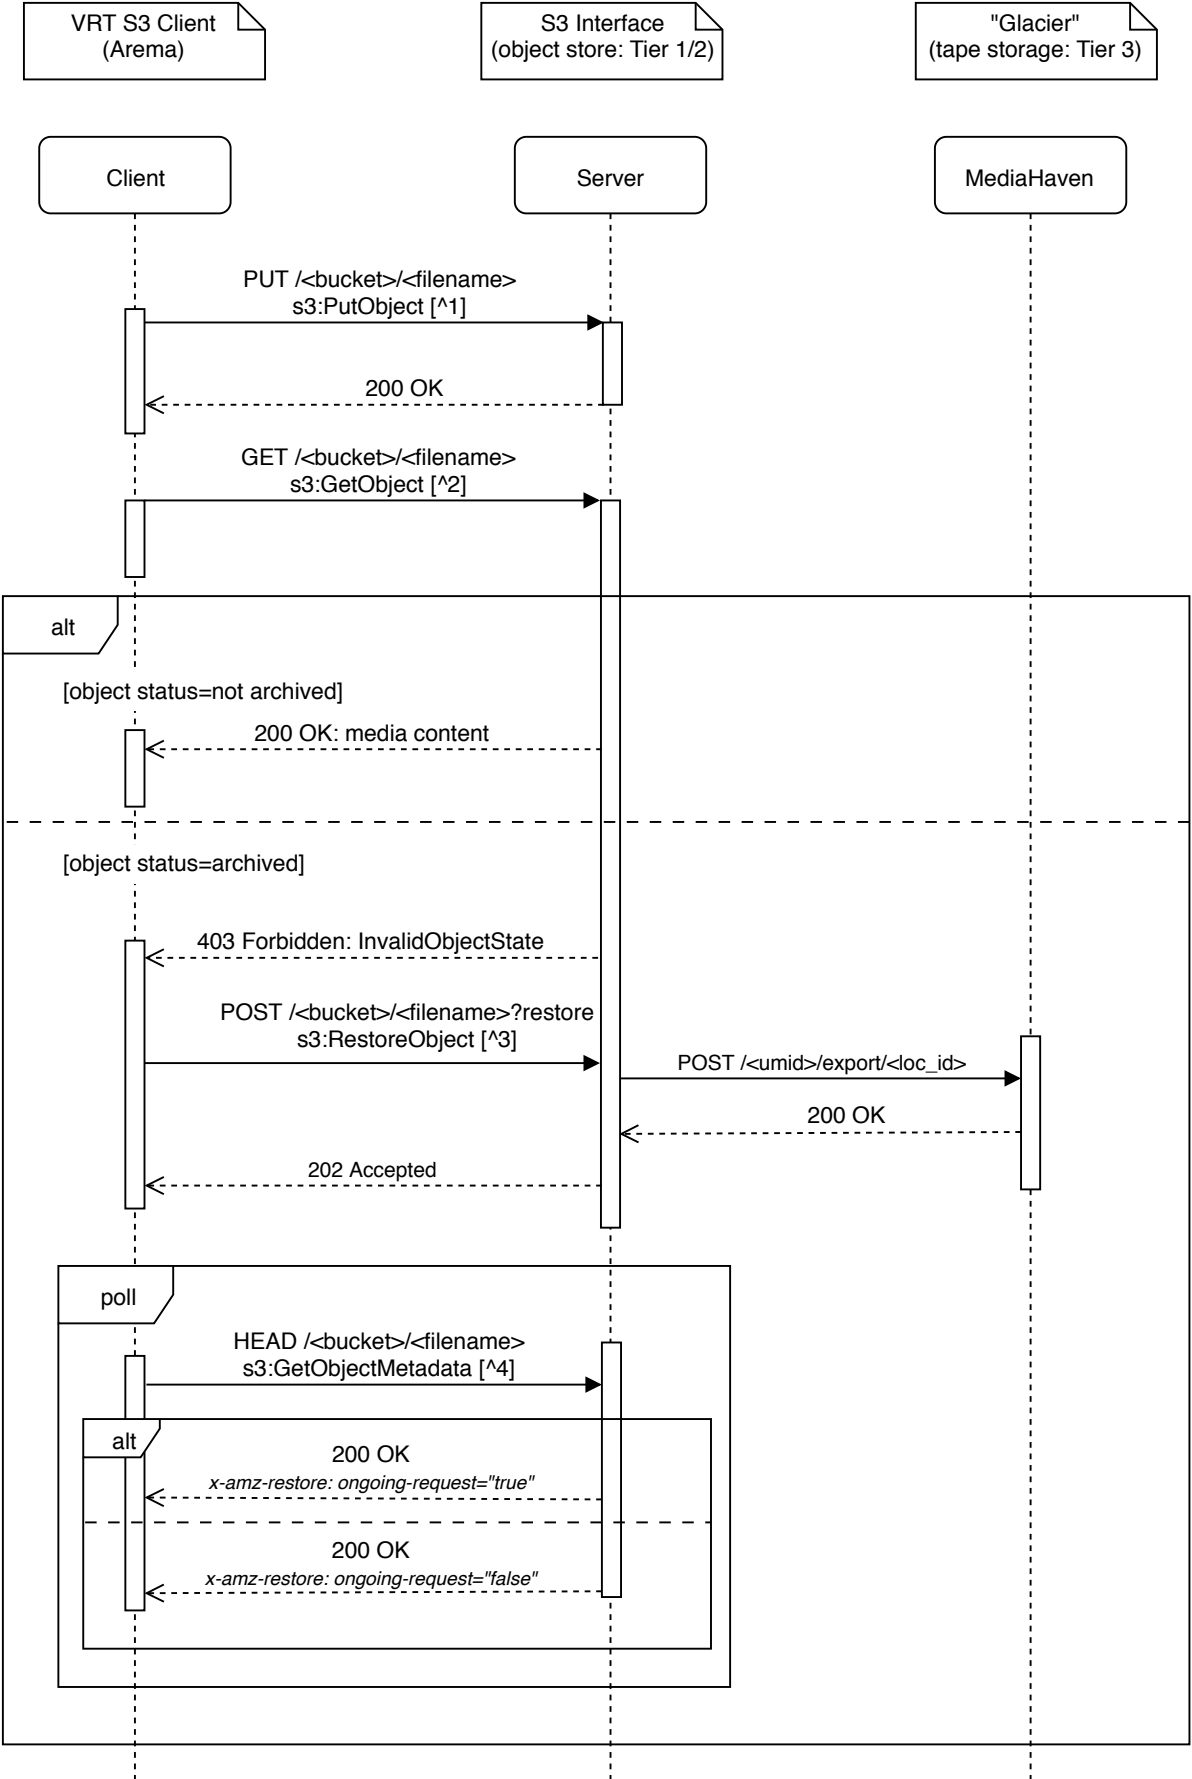 VRT S3 Client
(Arema)
S3 Interface
(object store: Tier 1/2)
"Glacier"
(tape storage: Tier 3)
Client
Server
MediaHaven
PUT /<bucket>/<filename>
s3:PutObject [^1]
200 OK
GET /<bucket>/<filename>
s3:GetObject [^2]
alt
[object status=not archived]
200 OK: media content
[object status=archived]
403 Forbidden: InvalidObjectState
POST /<bucket>/<filename>?restore
s3:RestoreObject [^3]
POST /<umid>/export/<loc_id>
200 OK
202 Accepted
poll
HEAD /<bucket>/<filename>
s3:GetObjectMetadata [^4]
alt
200 OK
x-amz-restore: ongoing-request="true"
200 OK
x-amz-restore: ongoing-request="false"